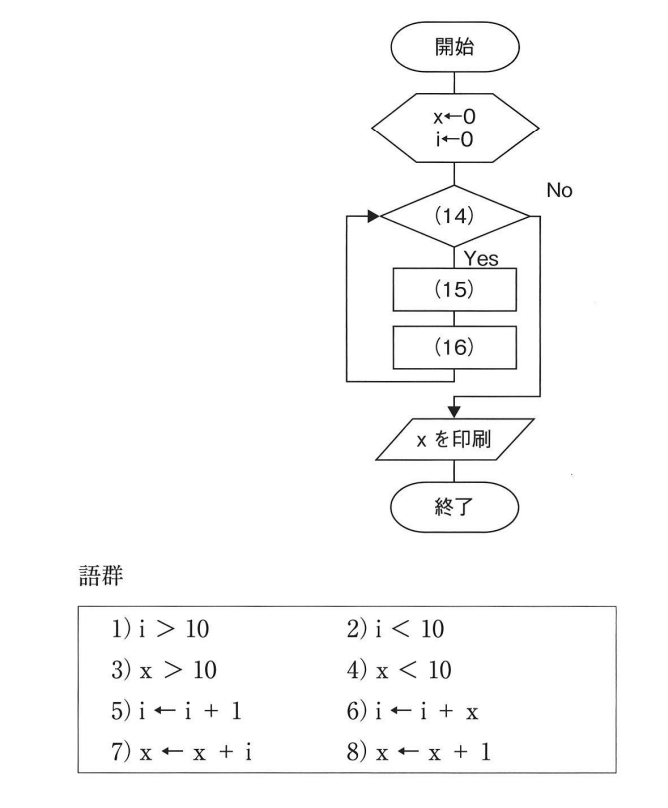 開始
x←0
i←0
No
(14)
Yes
(15)
(16)
x を印刷
終了
語群
1) i > 10 2) i < 10
3) x > 10 4) x < 10
5) i ← i + 1 6) i ← i + x
7) x ← x + i 8) x ← x + 1